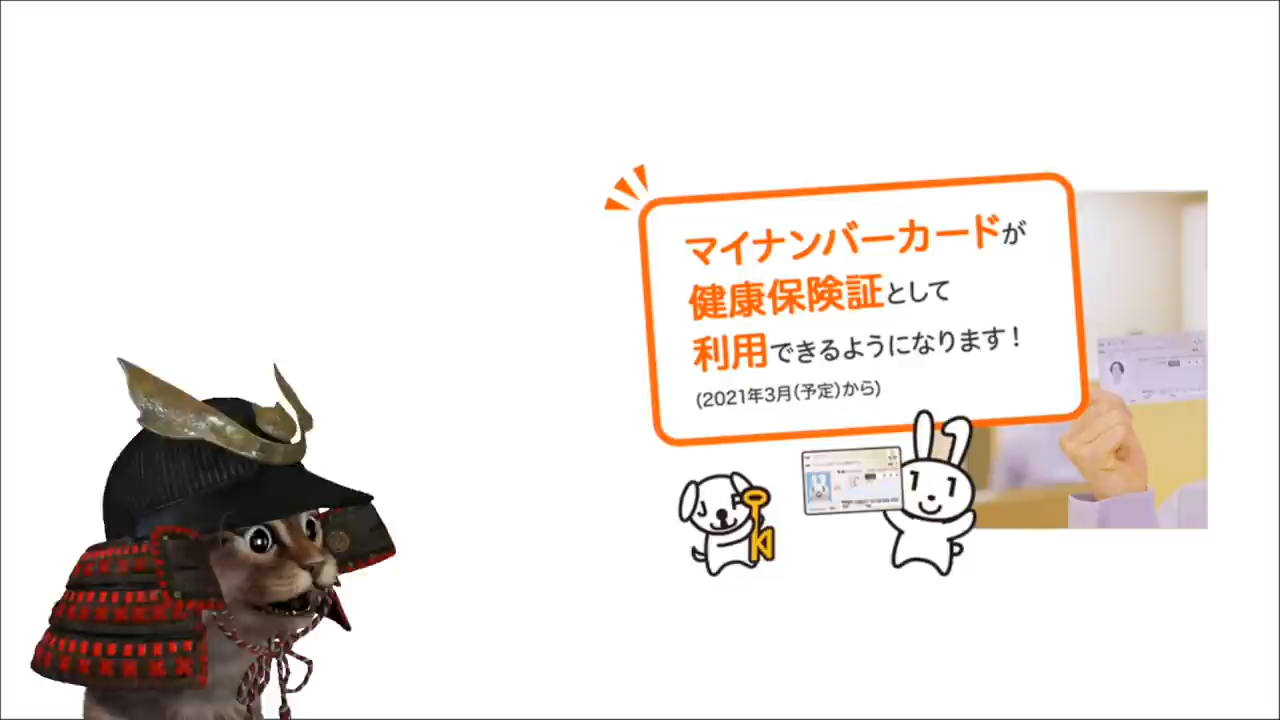 マイナンバーカードが
健康保険証として
利用できるようになります！
(2021年3月(予定)から)